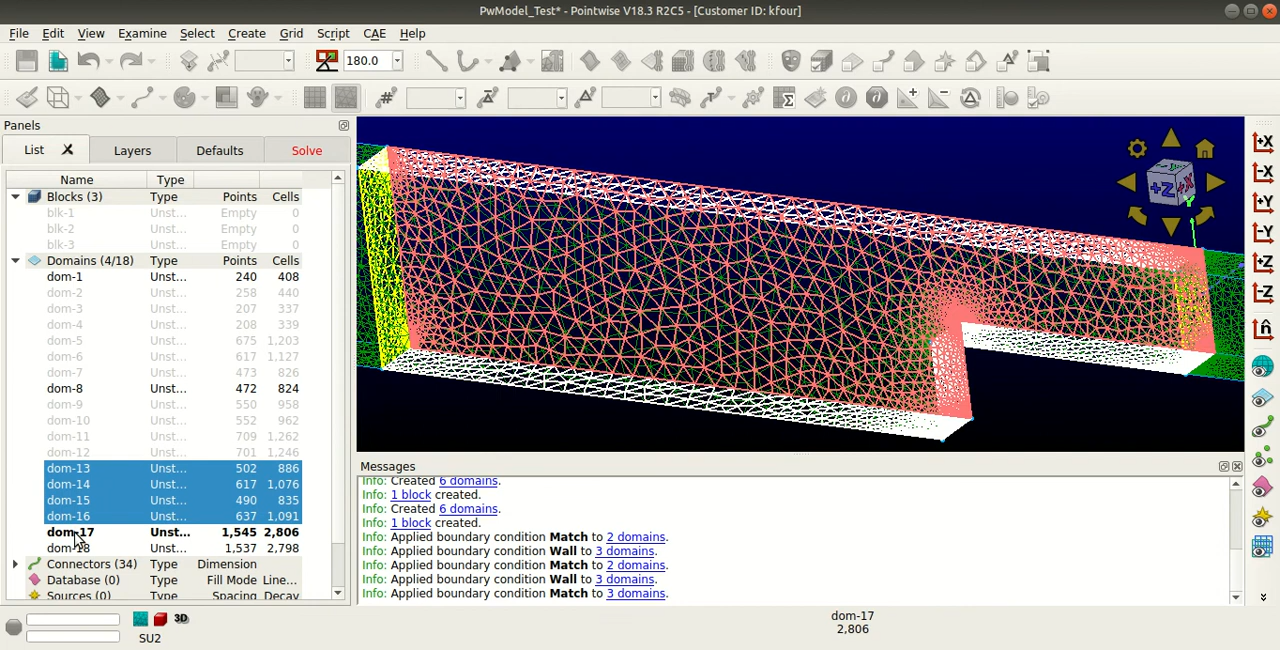 PwModel_Test* - Pointwise V18.3 R2C5 - [Customer ID: kfour]
File Edit View Examine Select Create Grid Script CAE Help
180.0
Panels
List Layers Defaults Solve
Name Type
Blocks (3) Type Points Cells
blk-1 Unst... Empty 0
blk-2 Unst... Empty 0
blk-3 Unst... Empty 0
Domains (4/18) Type Points Cells
dom-1 Unst... 240 408
dom-2 Unst... 258 440
dom-3 Unst... 207 337
dom-4 Unst... 208 339
dom-5 Unst... 675 1,203
dom-6 Unst... 617 1,127
dom-7 Unst... 473 826
dom-8 Unst... 472 824
dom-9 Unst... 550 958
dom-10 Unst... 552 962
dom-11 Unst... 709 1,262
dom-12 Unst... 701 1,246
dom-13 Unst... 502 886
dom-14 Unst... 617 1,076
dom-15 Unst... 490 835
dom-16 Unst... 637 1,091
dom-17 Unst... 1,545 2,806
dom-18 Unst... 1,537 2,798
Connectors (34) Type Dimension
Database (0) Type Fill Mode Line...
Sources (0) Type Spacing Decay
3D
SU2
+Z +X
Y
+X
-X
+Y
-Y
+Z
-Z
n̂
Messages
Info: Created 6 domains.
Info: 1 block created.
Info: Created 6 domains.
Info: 1 block created.
Info: Applied boundary condition Match to 2 domains.
Info: Applied boundary condition Wall to 3 domains.
Info: Applied boundary condition Match to 2 domains.
Info: Applied boundary condition Wall to 3 domains.
Info: Applied boundary condition Match to 3 domains.
dom-17
2,806